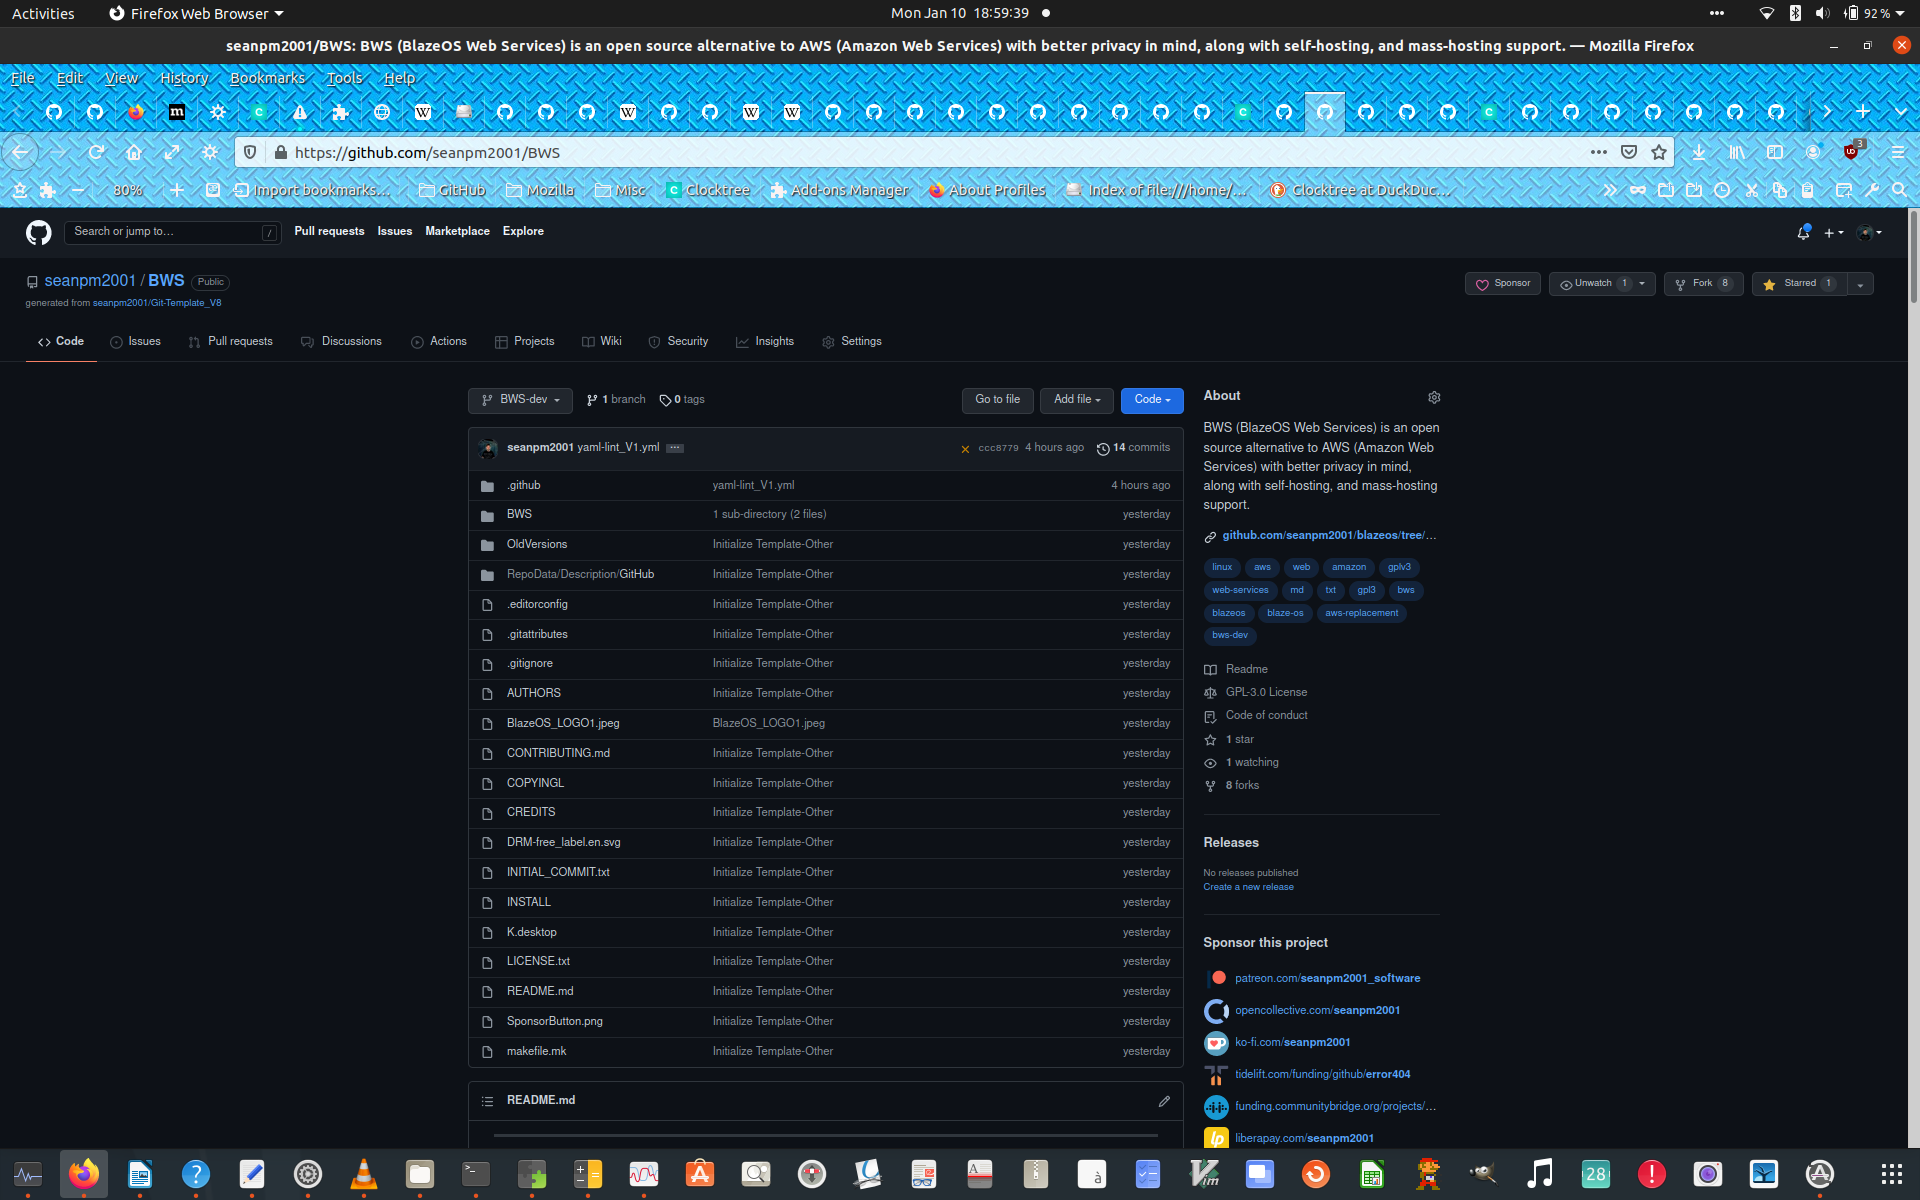 Activities
Firefox Web Browser
Mon Jan 10 18:59:39
92 %
seanpm2001/BWS: BWS (BlazeOS Web Services) is an open source alternative to AWS (Amazon Web Services) with better privacy in mind, along with self-hosting, and mass-hosting support. — Mozilla Firefox
File Edit View History Bookmarks Tools Help
https://github.com/seanpm2001/BWS
3
80%
Import bookmarks...
GitHub
Mozilla
Misc
Clocktree
Add-ons Manager
About Profiles
Index of file:///home/...
Clocktree at DuckDuc...
Search or jump to...
/
Pull requests
Issues
Marketplace
Explore
seanpm2001 / BWS
Public
generated from seanpm2001/Git-Template_V8
Sponsor
Unwatch 1
Fork 8
Starred 1
Code
Issues
Pull requests
Discussions
Actions
Projects
Wiki
Security
Insights
Settings
BWS-dev
1 branch
0 tags
Go to file
Add file
Code
seanpm2001 yaml-lint_V1.yml
ccc8779 4 hours ago
14 commits
.github yaml-lint_V1.yml 4 hours ago
BWS 1 sub-directory (2 files) yesterday
OldVersions Initialize Template-Other yesterday
RepoData/Description/GitHub Initialize Template-Other yesterday
.editorconfig Initialize Template-Other yesterday
.gitattributes Initialize Template-Other yesterday
.gitignore Initialize Template-Other yesterday
AUTHORS Initialize Template-Other yesterday
BlazeOS_LOGO1.jpeg BlazeOS_LOGO1.jpeg yesterday
CONTRIBUTING.md Initialize Template-Other yesterday
COPYINGL Initialize Template-Other yesterday
CREDITS Initialize Template-Other yesterday
DRM-free_label.en.svg Initialize Template-Other yesterday
INITIAL_COMMIT.txt Initialize Template-Other yesterday
INSTALL Initialize Template-Other yesterday
K.desktop Initialize Template-Other yesterday
LICENSE.txt Initialize Template-Other yesterday
README.md Initialize Template-Other yesterday
SponsorButton.png Initialize Template-Other yesterday
makefile.mk Initialize Template-Other yesterday
README.md
About
BWS (BlazeOS Web Services) is an open
source alternative to AWS (Amazon Web
Services) with better privacy in mind,
along with self-hosting, and mass-hosting
support.
github.com/seanpm2001/blazeos/tree/...
linux aws web amazon gplv3
web-services md txt gpl3 bws
blazeos blaze-os aws-replacement
bws-dev
Readme
GPL-3.0 License
Code of conduct
1 star
1 watching
8 forks
Releases
No releases published
Create a new release
Sponsor this project
patreon.com/seanpm2001_software
opencollective.com/seanpm2001
ko-fi.com/seanpm2001
tidelift.com/funding/github/error404
funding.communitybridge.org/projects/...
liberapay.com/seanpm2001
28